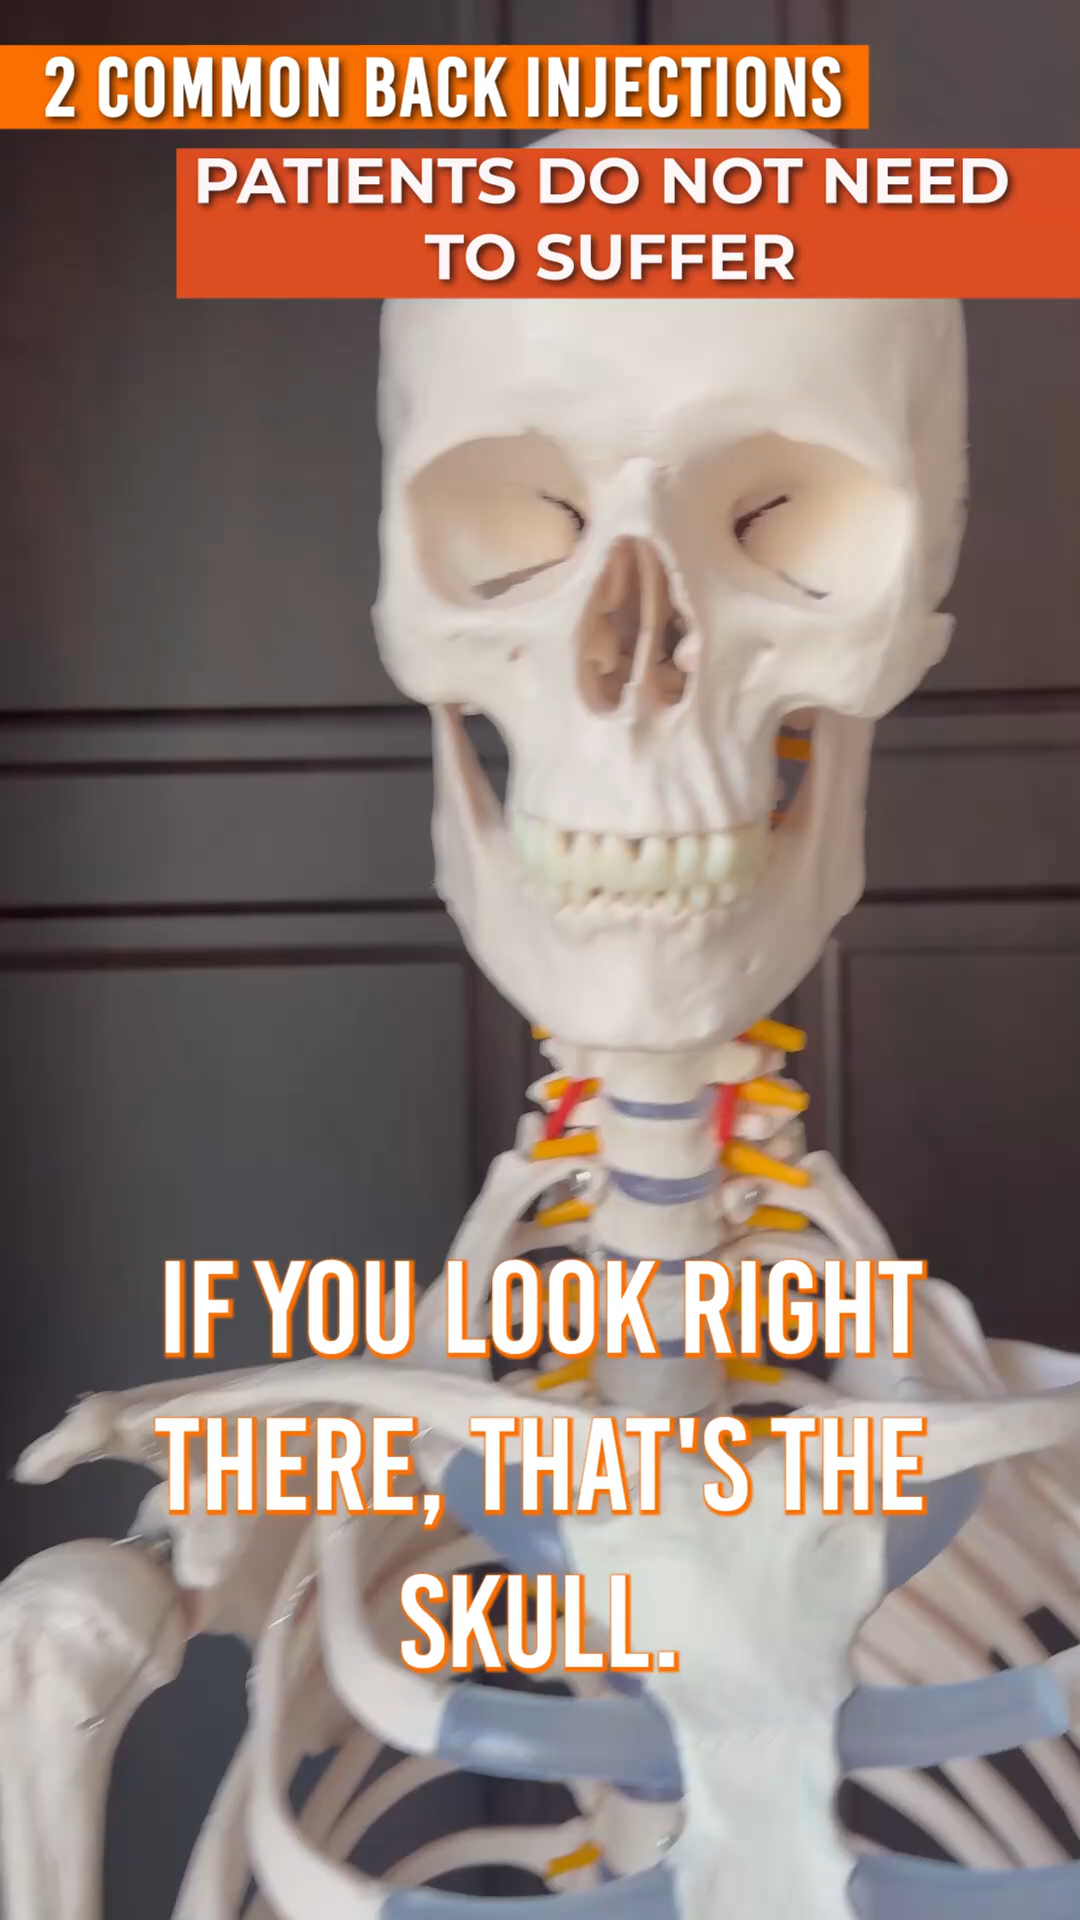 2 COMMON BACK INJECTIONS
PATIENTS DO NOT NEED
TO SUFFER
IF YOU LOOK RIGHT
THERE, THAT'S THE
SKULL.